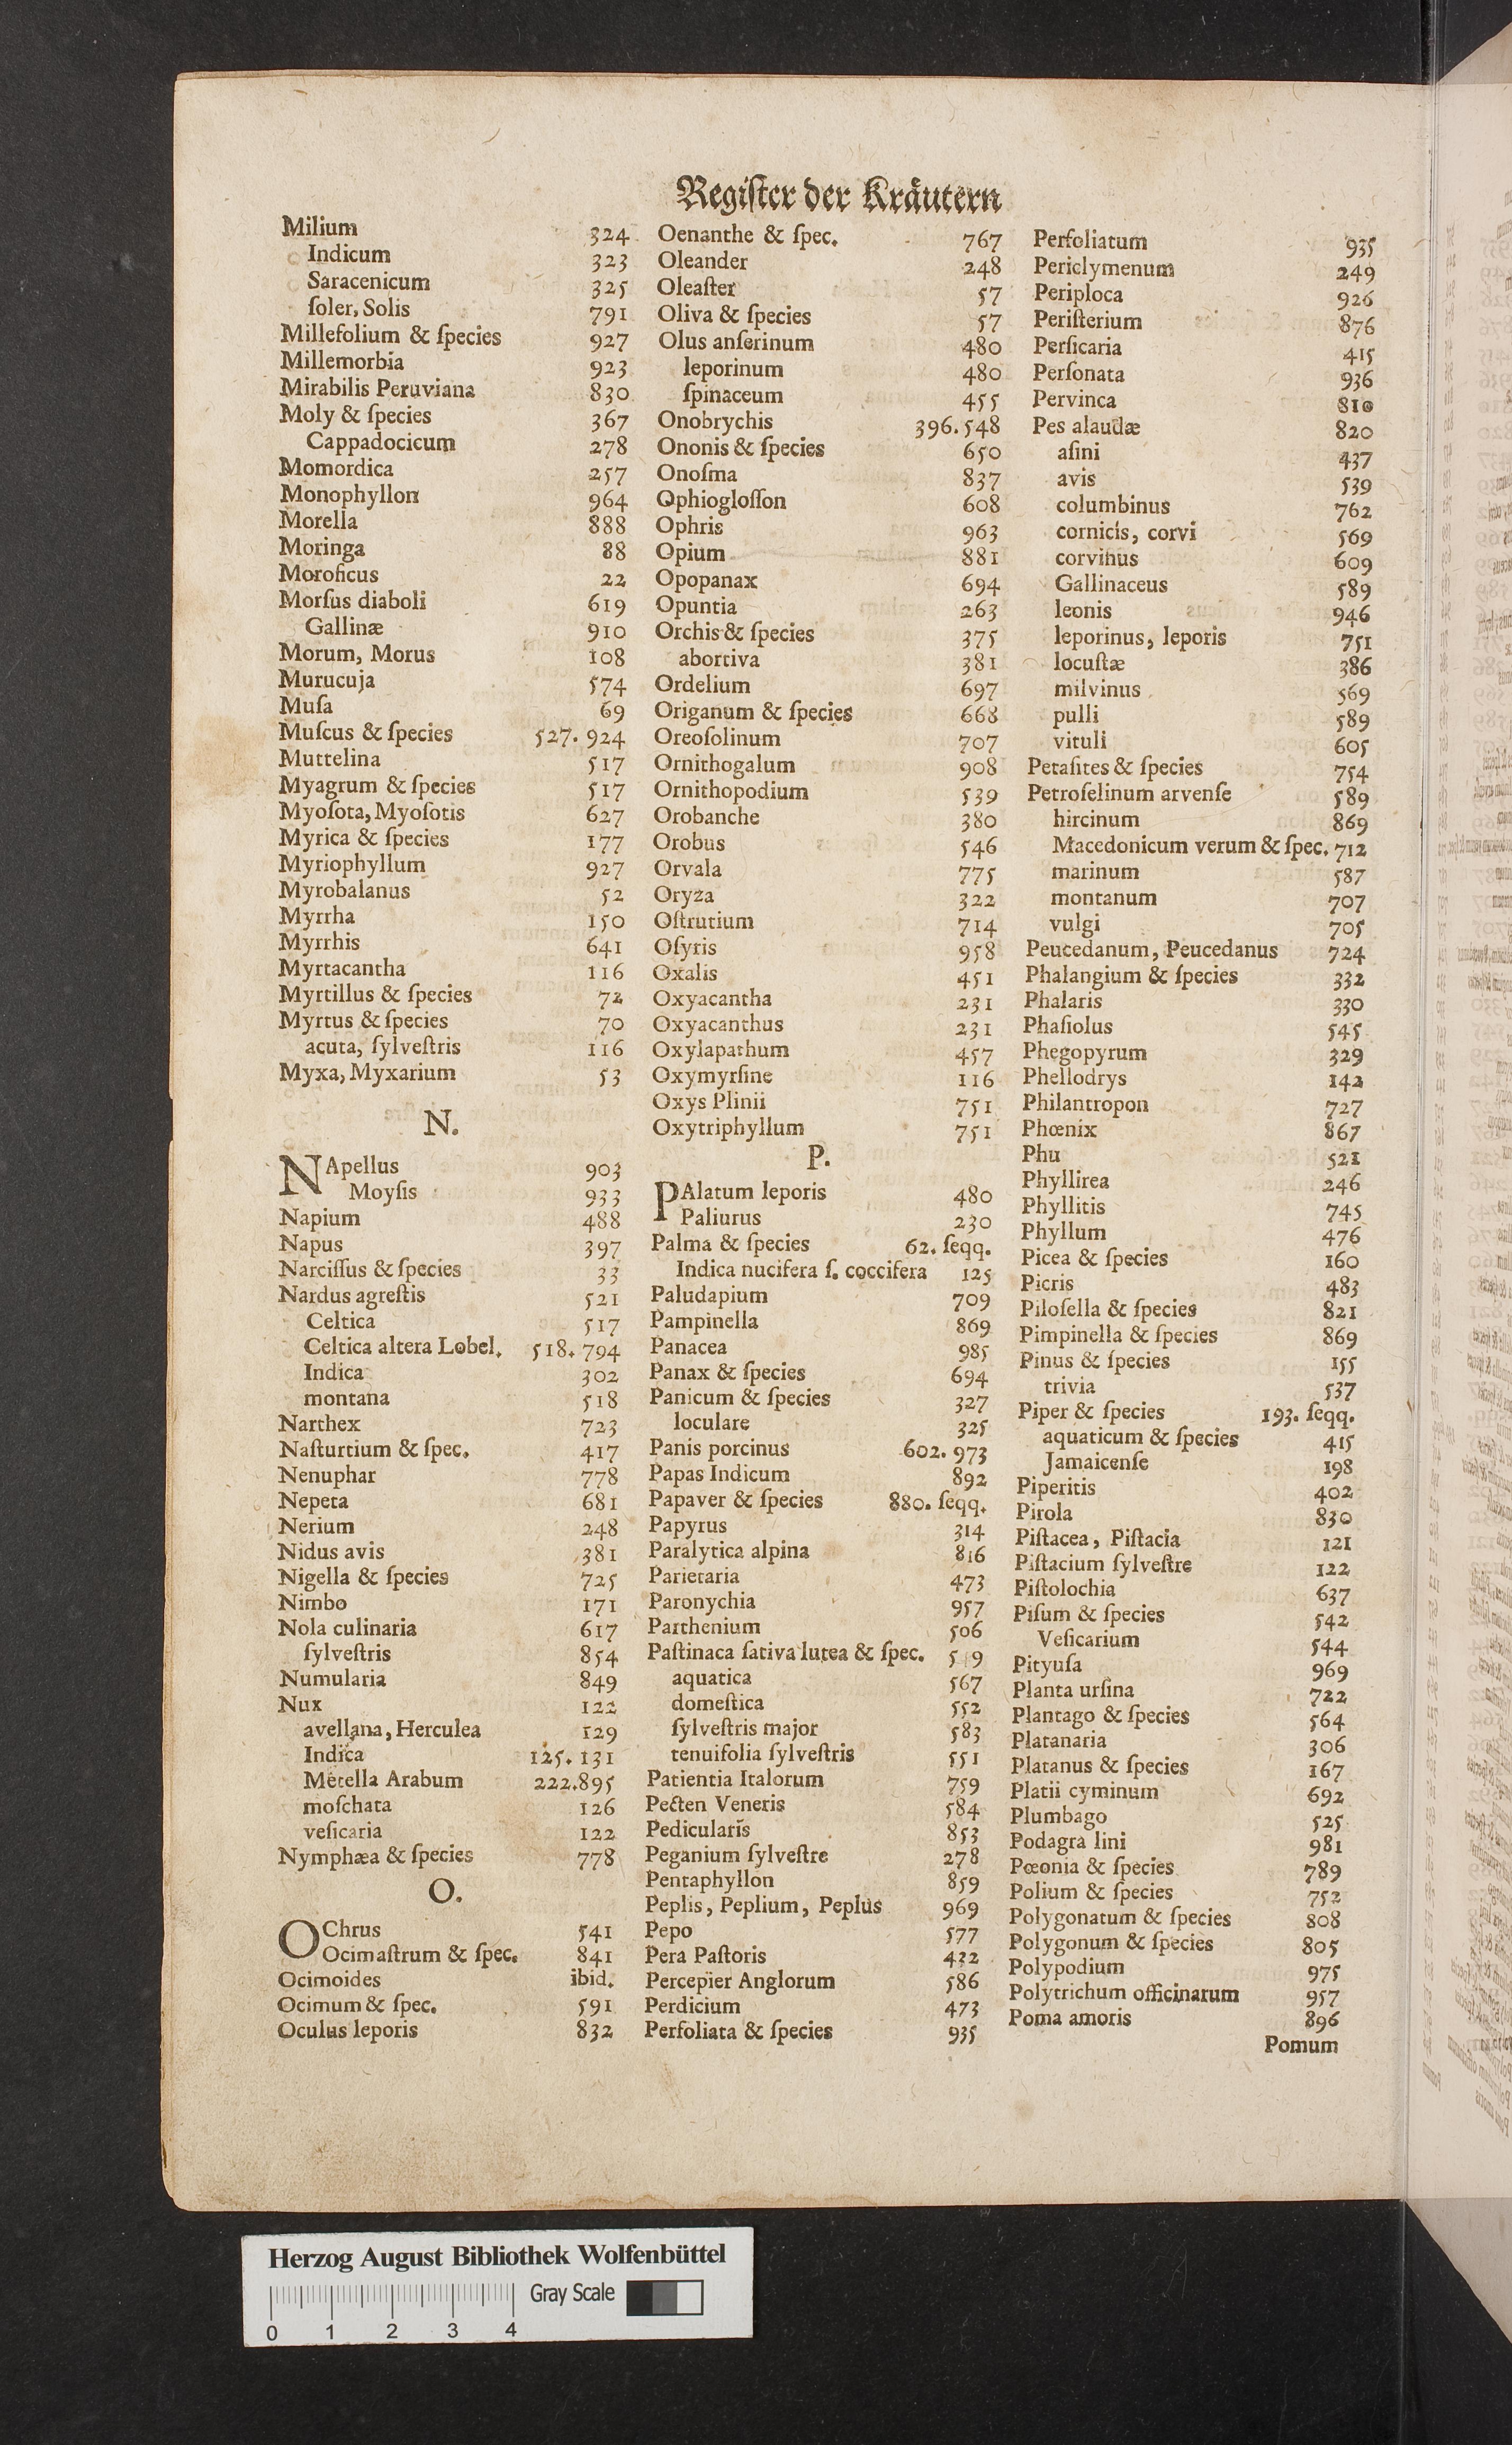 Regiſter der Kräutern
Milium 324
Indicum 323
Saracenicum 325
ſoler, Solis 791
Millefolium & ſpecies 927
Millemorbia 923
Mirabilis Peruviana 830
Moly & ſpecies 367
Cappadocicum 278
Momordica 257
Monophyllon 964
Morella 888
Moringa 88
Moroficus 22
Morſus diaboli 619
Gallinæ 910
Morum, Morus 108
Murucuja 574
Muſa 69
Muſcus & ſpecies 527. 924
Muttelina 517
Myagrum & ſpecies 517
Myoſota, Myoſotis 627
Myrica & ſpecies 177
Myriophyllum 927
Myrobalanus 52
Myrrha 150
Myrrhis 641
Myrtacantha 116
Myrtillus & ſpecies 72
Myrtus & ſpecies 70
acuta, ſylveſtris 116
Myxa, Myxarium 53
N.
NApellus 903
Moyſis 933
Napium 488
Napus 397
Narciſſus & ſpecies 33
Nardus agreſtis 521
Celtica 517
Celtica altera Lobel. 518. 794
Indica 302
montana 518
Narthex 723
Naſturtium & ſpec. 417
Nenuphar 778
Nepeta 681
Nerium 248
Nidus avis 381
Nigella & ſpecies 725
Nimbo 171
Nola culinaria 617
ſylveſtris 854
Numularia 849
Nux 122
avellana, Herculea 129
Indica 125. 131
Metella Arabum 222.895
moſchata 126
veſicaria 122
Nymphæa & ſpecies 778
O.
OChrus 541
Ocimaſtrum & ſpec. 841
Ocimoides ibid.
Ocimum & ſpec. 591
Oculus leporis 832
Oenanthe & ſpec. 767
Oleander 248
Oleaſter 57
Oliva & ſpecies 57
Olus anſerinum 480
leporinum 480
ſpinaceum 455
Onobrychis 396.548
Ononis & ſpecies 650
Onoſma 837
Ophiogloſſon 608
Ophris 963
Opium 881
Opopanax 694
Opuntia 263
Orchis & ſpecies 375
abortiva 381
Ordelium 697
Origanum & ſpecies 668
Oreoſolinum 707
Ornithogalum 908
Ornithopodium 539
Orobanche 380
Orobus 546
Orvala 775
Oryza 322
Oſtrutium 714
Oſyris 958
Oxalis 451
Oxyacantha 231
Oxyacanthus 231
Oxylapathum 457
Oxymyrſine 116
Oxys Plinii 751
Oxytriphyllum 751
P.
PAlatum leporis 480
Paliurus 230
Palma & ſpecies 62. ſeqq.
Indica nucifera ſ. coccifera 125
Paludapium 709
Pampinella 869
Panacea 985
Panax & ſpecies 694
Panicum & ſpecies 327
loculare 325
Panis porcinus 602. 973
Papas Indicum 892
Papaver & ſpecies 880. ſeqq.
Papyrus 314
Paralytica alpina 816
Parietaria 473
Paronychia 957
Parthenium 506
Paſtinaca ſativa lutea & ſpec.
aquatica 567
domeſtica 552
ſylveſtris major 583
tenuifolia ſylveſtris 551
Patientia Italorum 759
Pecten Veneris 584
Pedicularis 853
Peganium ſylveſtre 278
Pentaphyllon 859
Peplis, Peplium, Peplus 969
Pepo 577
Pera Paſtoris 422
Percepier Anglorum 586
Perdicium 473
Perfoliata & ſpecies 935
Perfoliatum 935
Periclymenum 249
Periploca 926
Periſterium 876
Perſicaria 415
Perſonata 936
Pervinca 810
Pes alaudæ 820
aſini 437
avis 539
columbinus 762
cornicis, corvi 569
corvinus 609
Gallinaceus 589
leonis 946
leporinus, leporis 751
locuſtæ 386
milvinus 569
pulli 589
vituli 605
Petaſites & ſpecies 754
Petroſelinum arvenſe 589
hircinum 869
Macedonicum verum & ſpec. 712
marinum 587
montanum 707
vulgi 705
Peucedanum, Peucedanus 724
Phalangium & ſpecies 332
Phalaris 330
Phaſiolus 545
Phegopyrum 329
Phellodrys 142
Philantropon 727
Phœnix 867
Phu 521
Phyllirea 246
Phyllitis 745
Phyllum 476
Picea & ſpecies 160
Picris 483
Piloſella & ſpecies 821
Pimpinella & ſpecies 869
Pinus & ſpecies 155
trivia 537
Piper & ſpecies 193. ſeqq.
aquaticum & ſpecies 415
Jamaicenſe 198
Piperitis 402
Pirola 830
Piſtacea, Piſtacia 121
Piſtacium ſylveſtre 122
Piſtolochia 637
Piſum & ſpecies 542
Veſicarium 544
Pityuſa 969
Planta urſina 722
Plantago & ſpecies 564
Platanaria 306
Platanus & ſpecies 167
Platii cyminum 692
Plumbago 525
Podagra lini 981
Pœonia & ſpecies 789
Polium & ſpecies 752
Polygonatum & ſpecies 808
Polygonum & ſpecies 805
Polypodium 975
Polytrichum officinarum 957
Poma amoris 896
Pomum
Herzog August Bibliothek Wolfenbüttel
Gray Scale
0 1 2 3 4